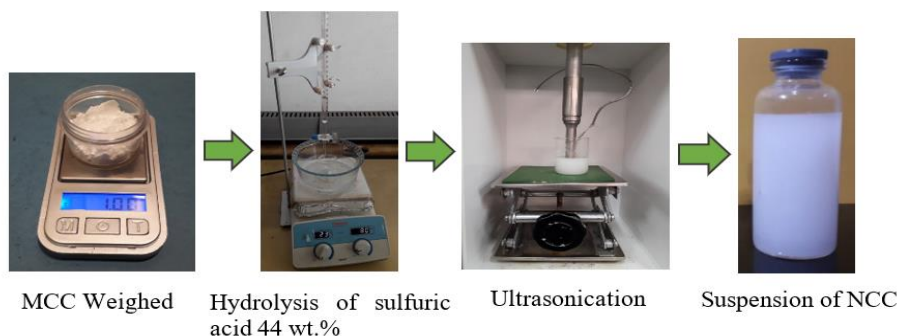 MCC Weighed
Hydrolysis of sulfuric
acid 44 wt.%
Ultrasonication
Suspension of NCC